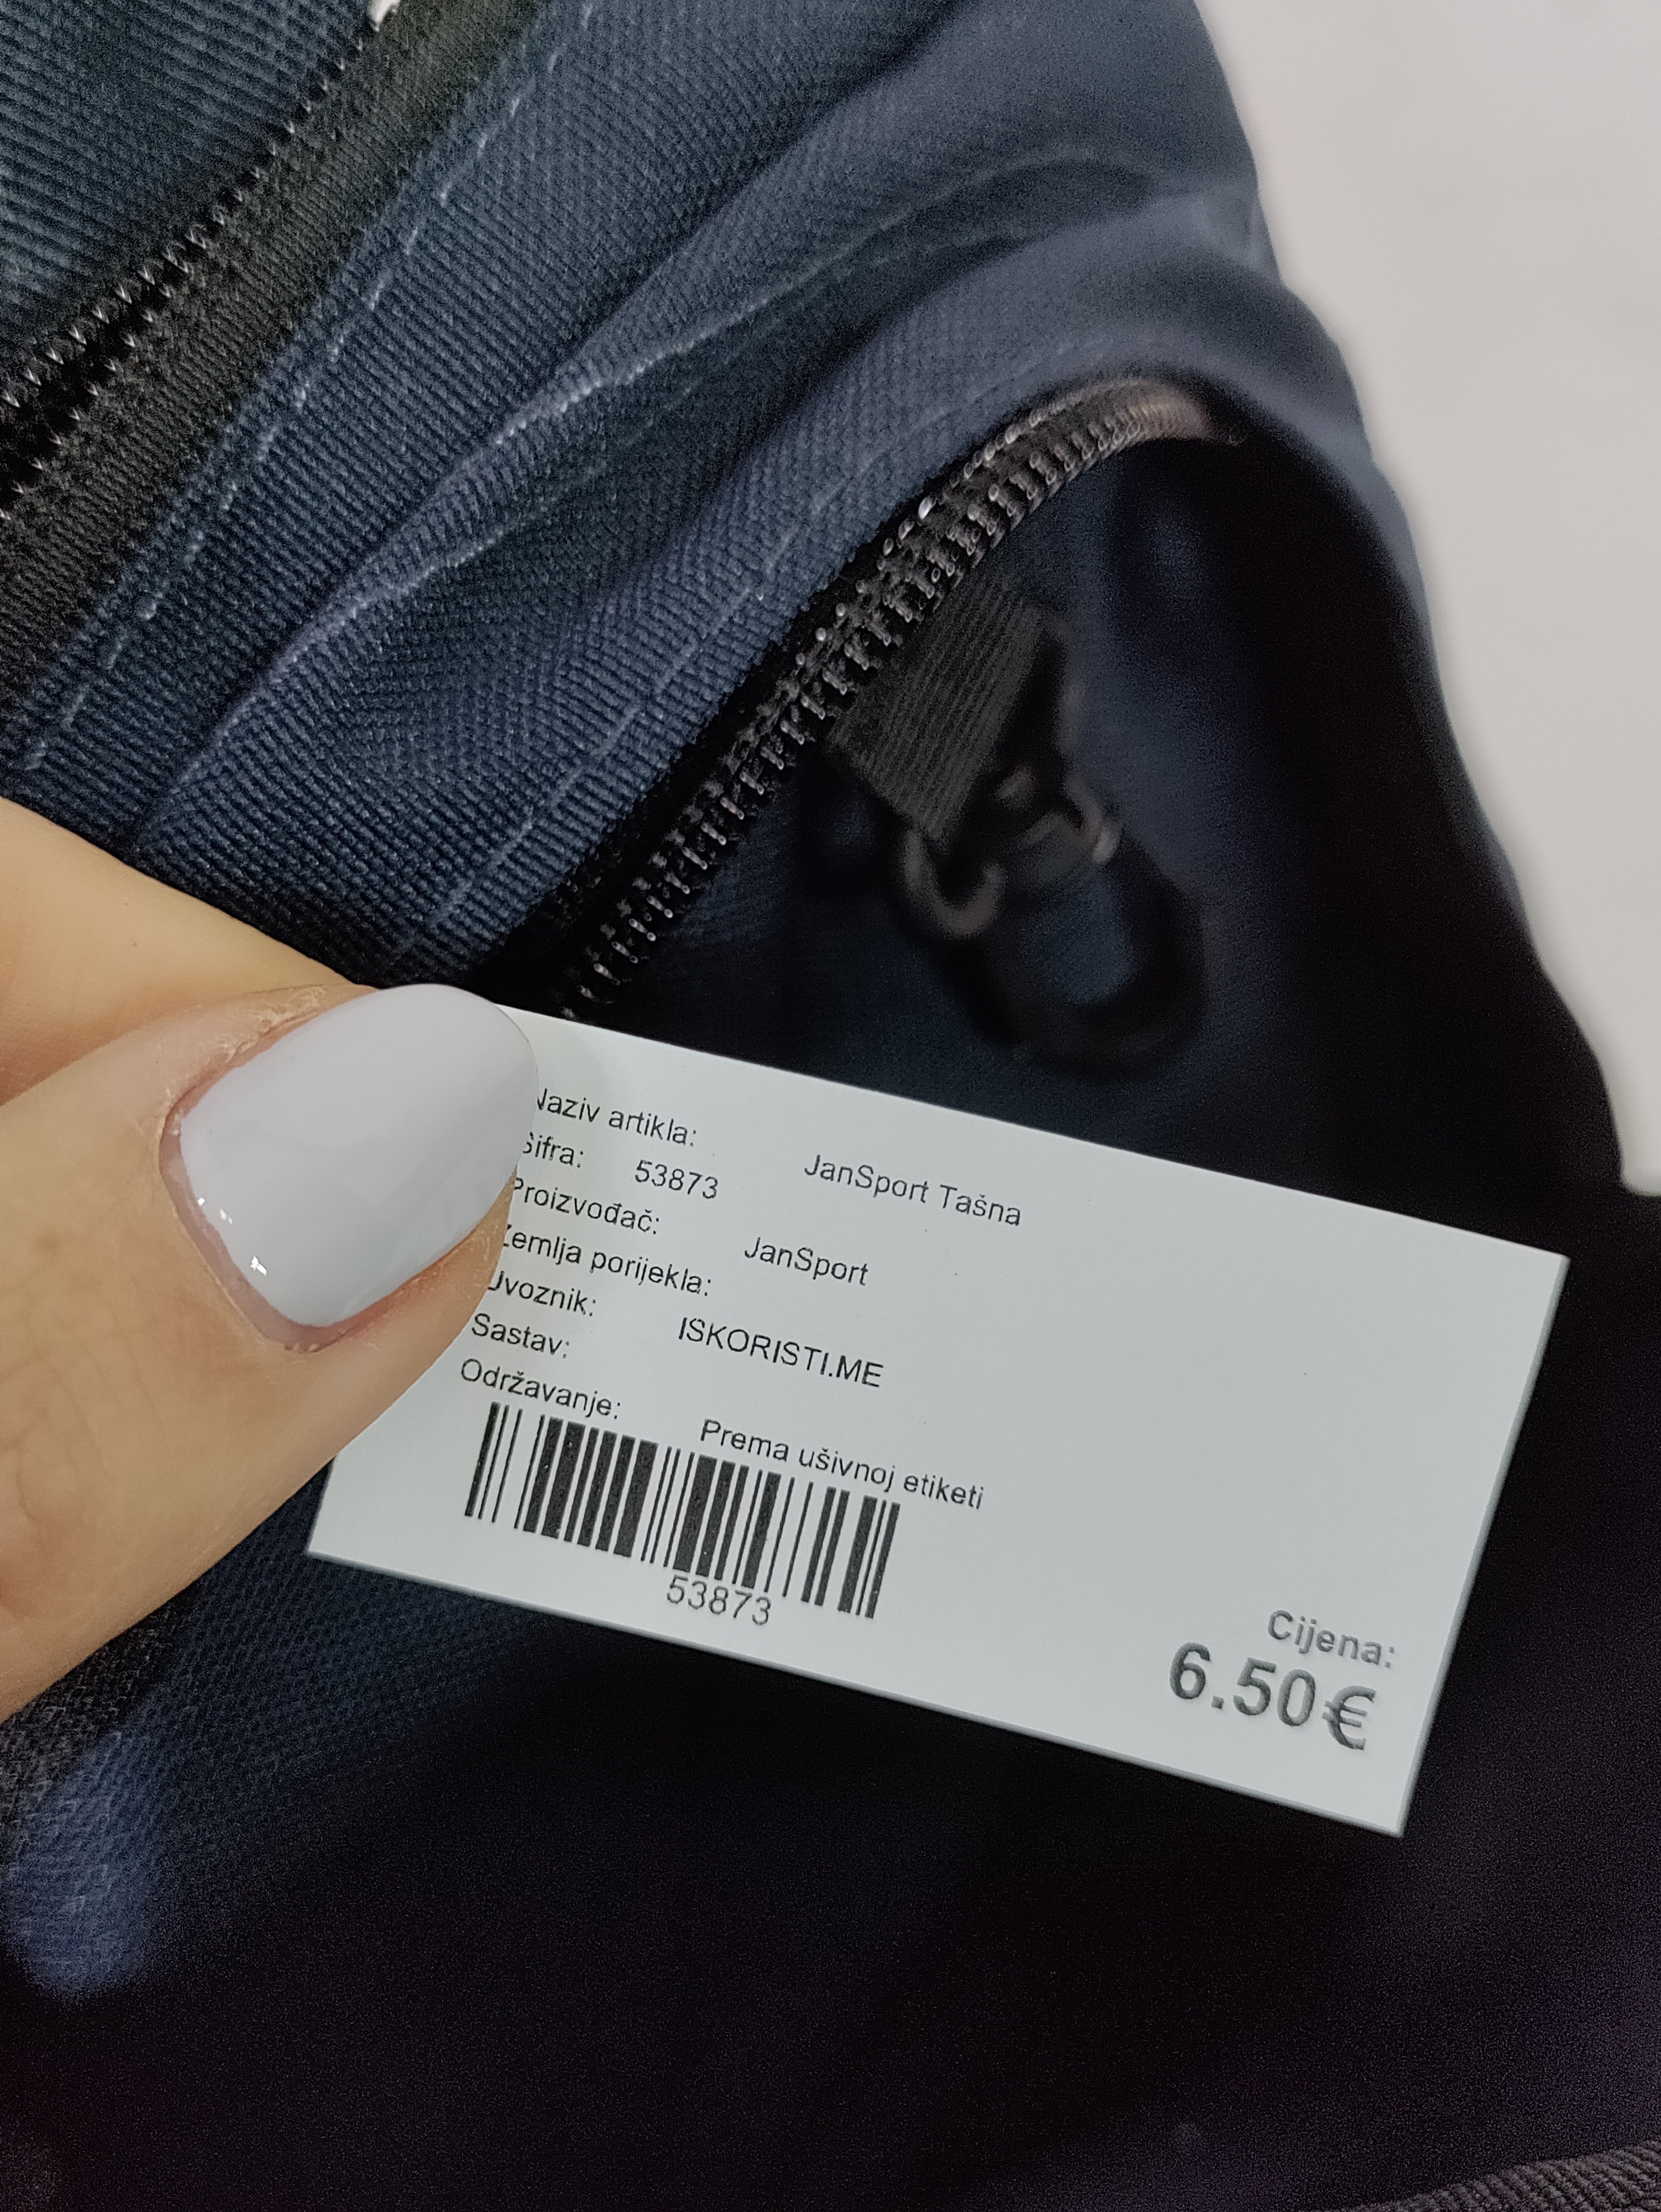 Naziv artikla: JanSport Tašna
Šifra: 53873
Proizvođač: JanSport
Zemlja porijekla:
Uvoznik: ISKORISTI.ME
Sastav:
Održavanje: Prema ušivnoj etiketi
53873
Cijena:
6.50€